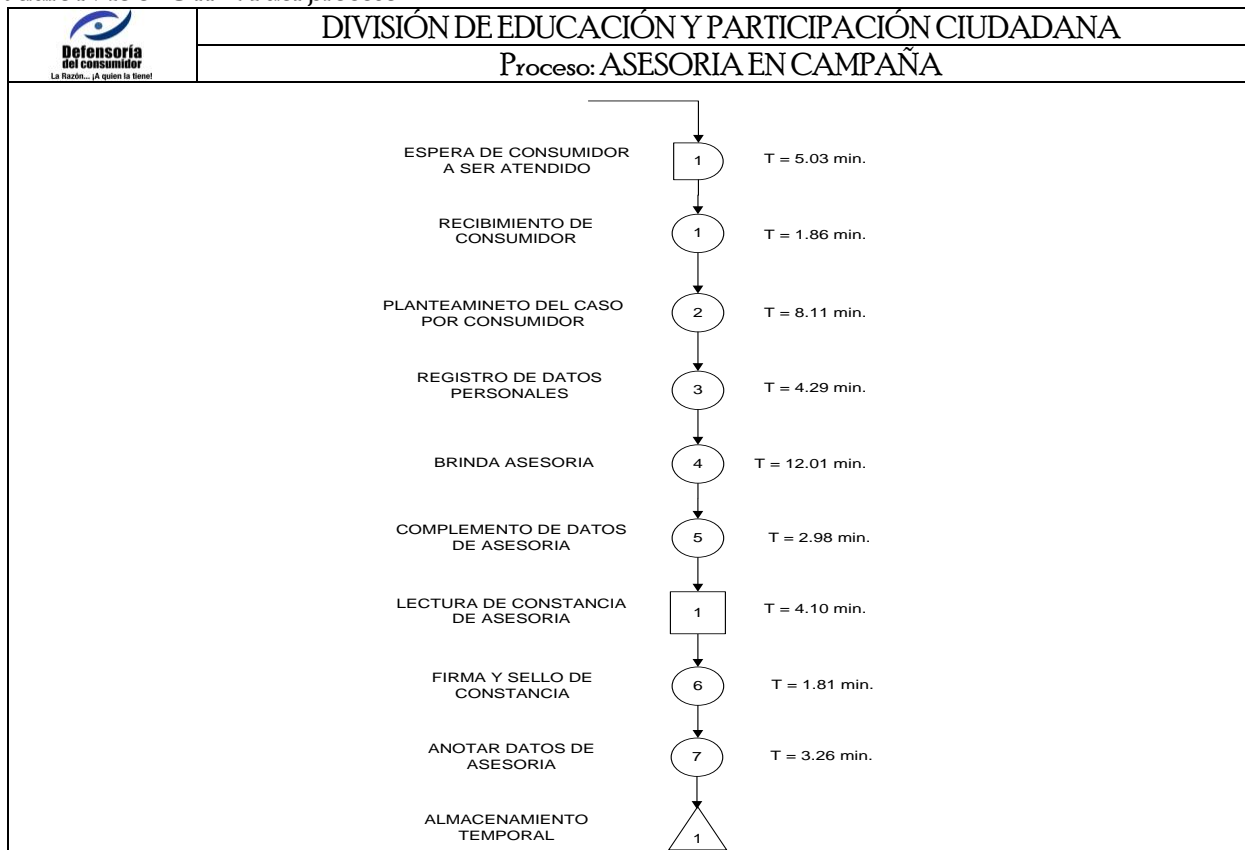 Defensoría
del consumidor
La Razón... ¡A quien la tiene!
DIVISIÓN DE EDUCACIÓN Y PARTICIPACIÓN CIUDADANA
Proceso: ASESORIA EN CAMPAÑA
ESPERA DE CONSUMIDOR
A SER ATENDIDO
1
T = 5.03 min.
RECIBIMIENTO DE
CONSUMIDOR
1
T = 1.86 min.
PLANTEAMINETO DEL CASO
POR CONSUMIDOR
2
T = 8.11 min.
REGISTRO DE DATOS
PERSONALES
3
T = 4.29 min.
BRINDA ASESORIA
4
T = 12.01 min.
COMPLEMENTO DE DATOS
DE ASESORIA
5
T = 2.98 min.
LECTURA DE CONSTANCIA
DE ASESORIA
1
T = 4.10 min.
FIRMA Y SELLO DE
CONSTANCIA
6
T = 1.81 min.
ANOTAR DATOS DE
ASESORIA
7
T = 3.26 min.
ALMACENAMIENTO
TEMPORAL
1